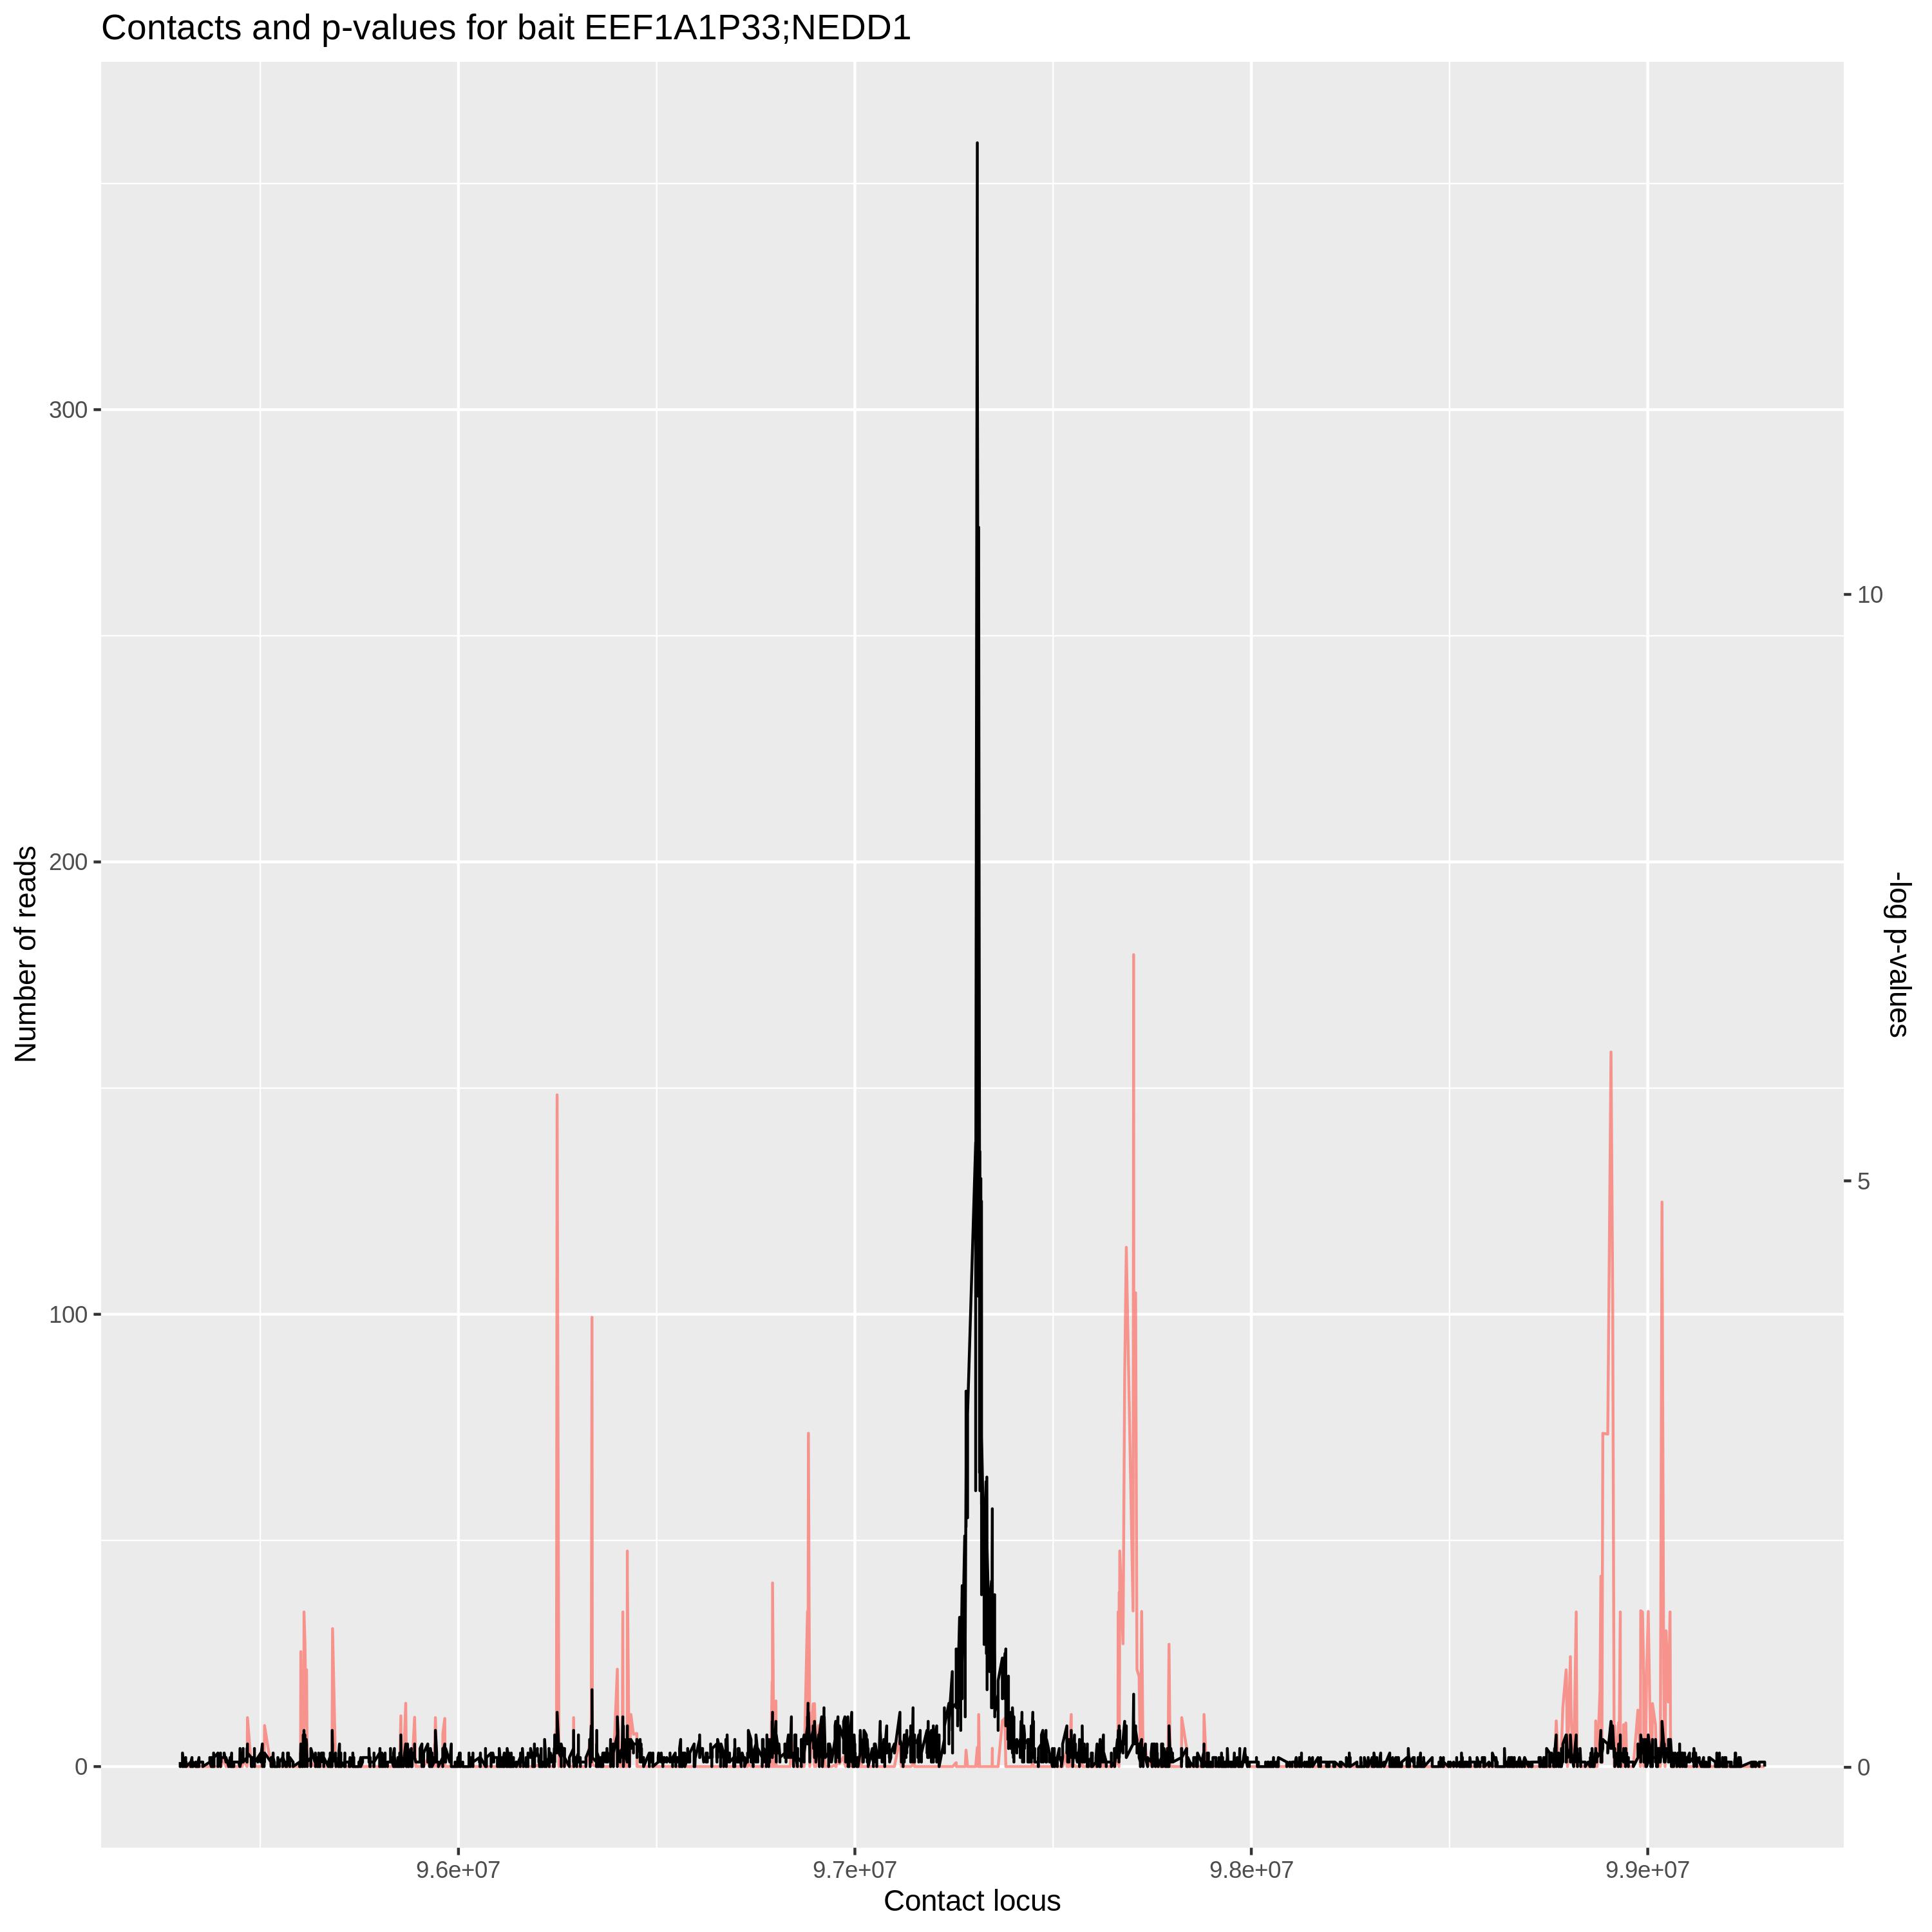 Contacts and p-values for bait EEF1A1P33;NEDD1
300
200
100
0
Number of reads
10
5
0
-log p-values
9.6e+07 9.7e+07 9.8e+07 9.9e+07
Contact locus